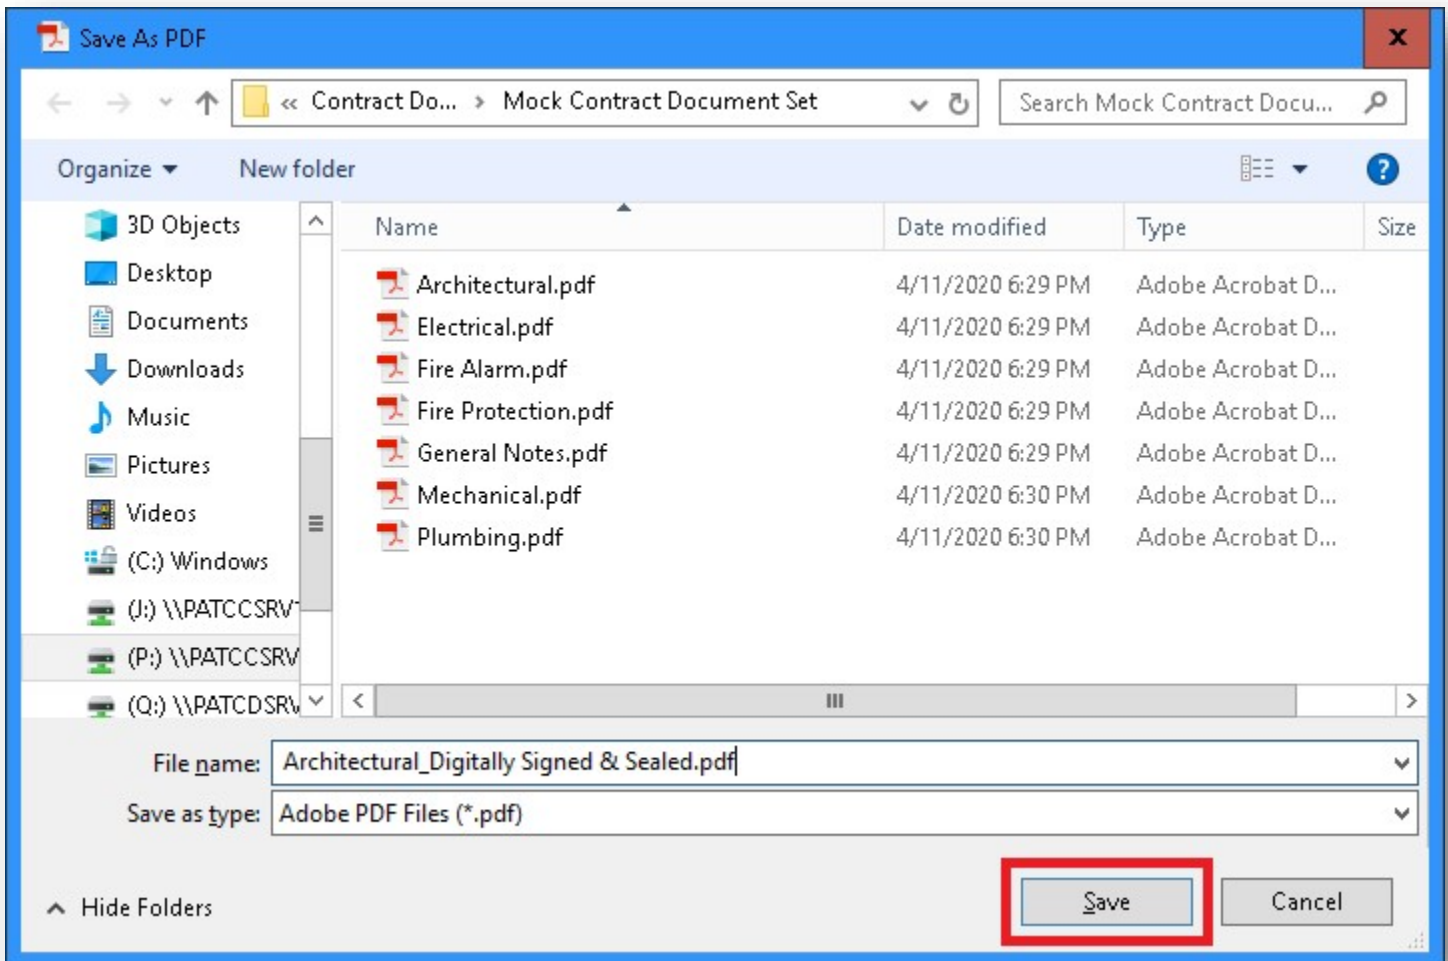 Save As PDF
x
« Contract Do... > Mock Contract Document Set
Search Mock Contract Docu...
Organize
New folder
?
3D Objects
Desktop
Documents
Downloads
Music
Pictures
Videos
(C:) Windows
(J:) \\PATCCSRV
(P:) \\PATCCSRV
(Q:) \\PATCDSRV
Name Date modified Type Size
Architectural.pdf 4/11/2020 6:29 PM Adobe Acrobat D...
Electrical.pdf 4/11/2020 6:29 PM Adobe Acrobat D...
Fire Alarm.pdf 4/11/2020 6:29 PM Adobe Acrobat D...
Fire Protection.pdf 4/11/2020 6:29 PM Adobe Acrobat D...
General Notes.pdf 4/11/2020 6:29 PM Adobe Acrobat D...
Mechanical.pdf 4/11/2020 6:30 PM Adobe Acrobat D...
Plumbing.pdf 4/11/2020 6:30 PM Adobe Acrobat D...
File name: Architectural_Digitally Signed & Sealed.pdf
Save as type: Adobe PDF Files (*.pdf)
Hide Folders
Save
Cancel